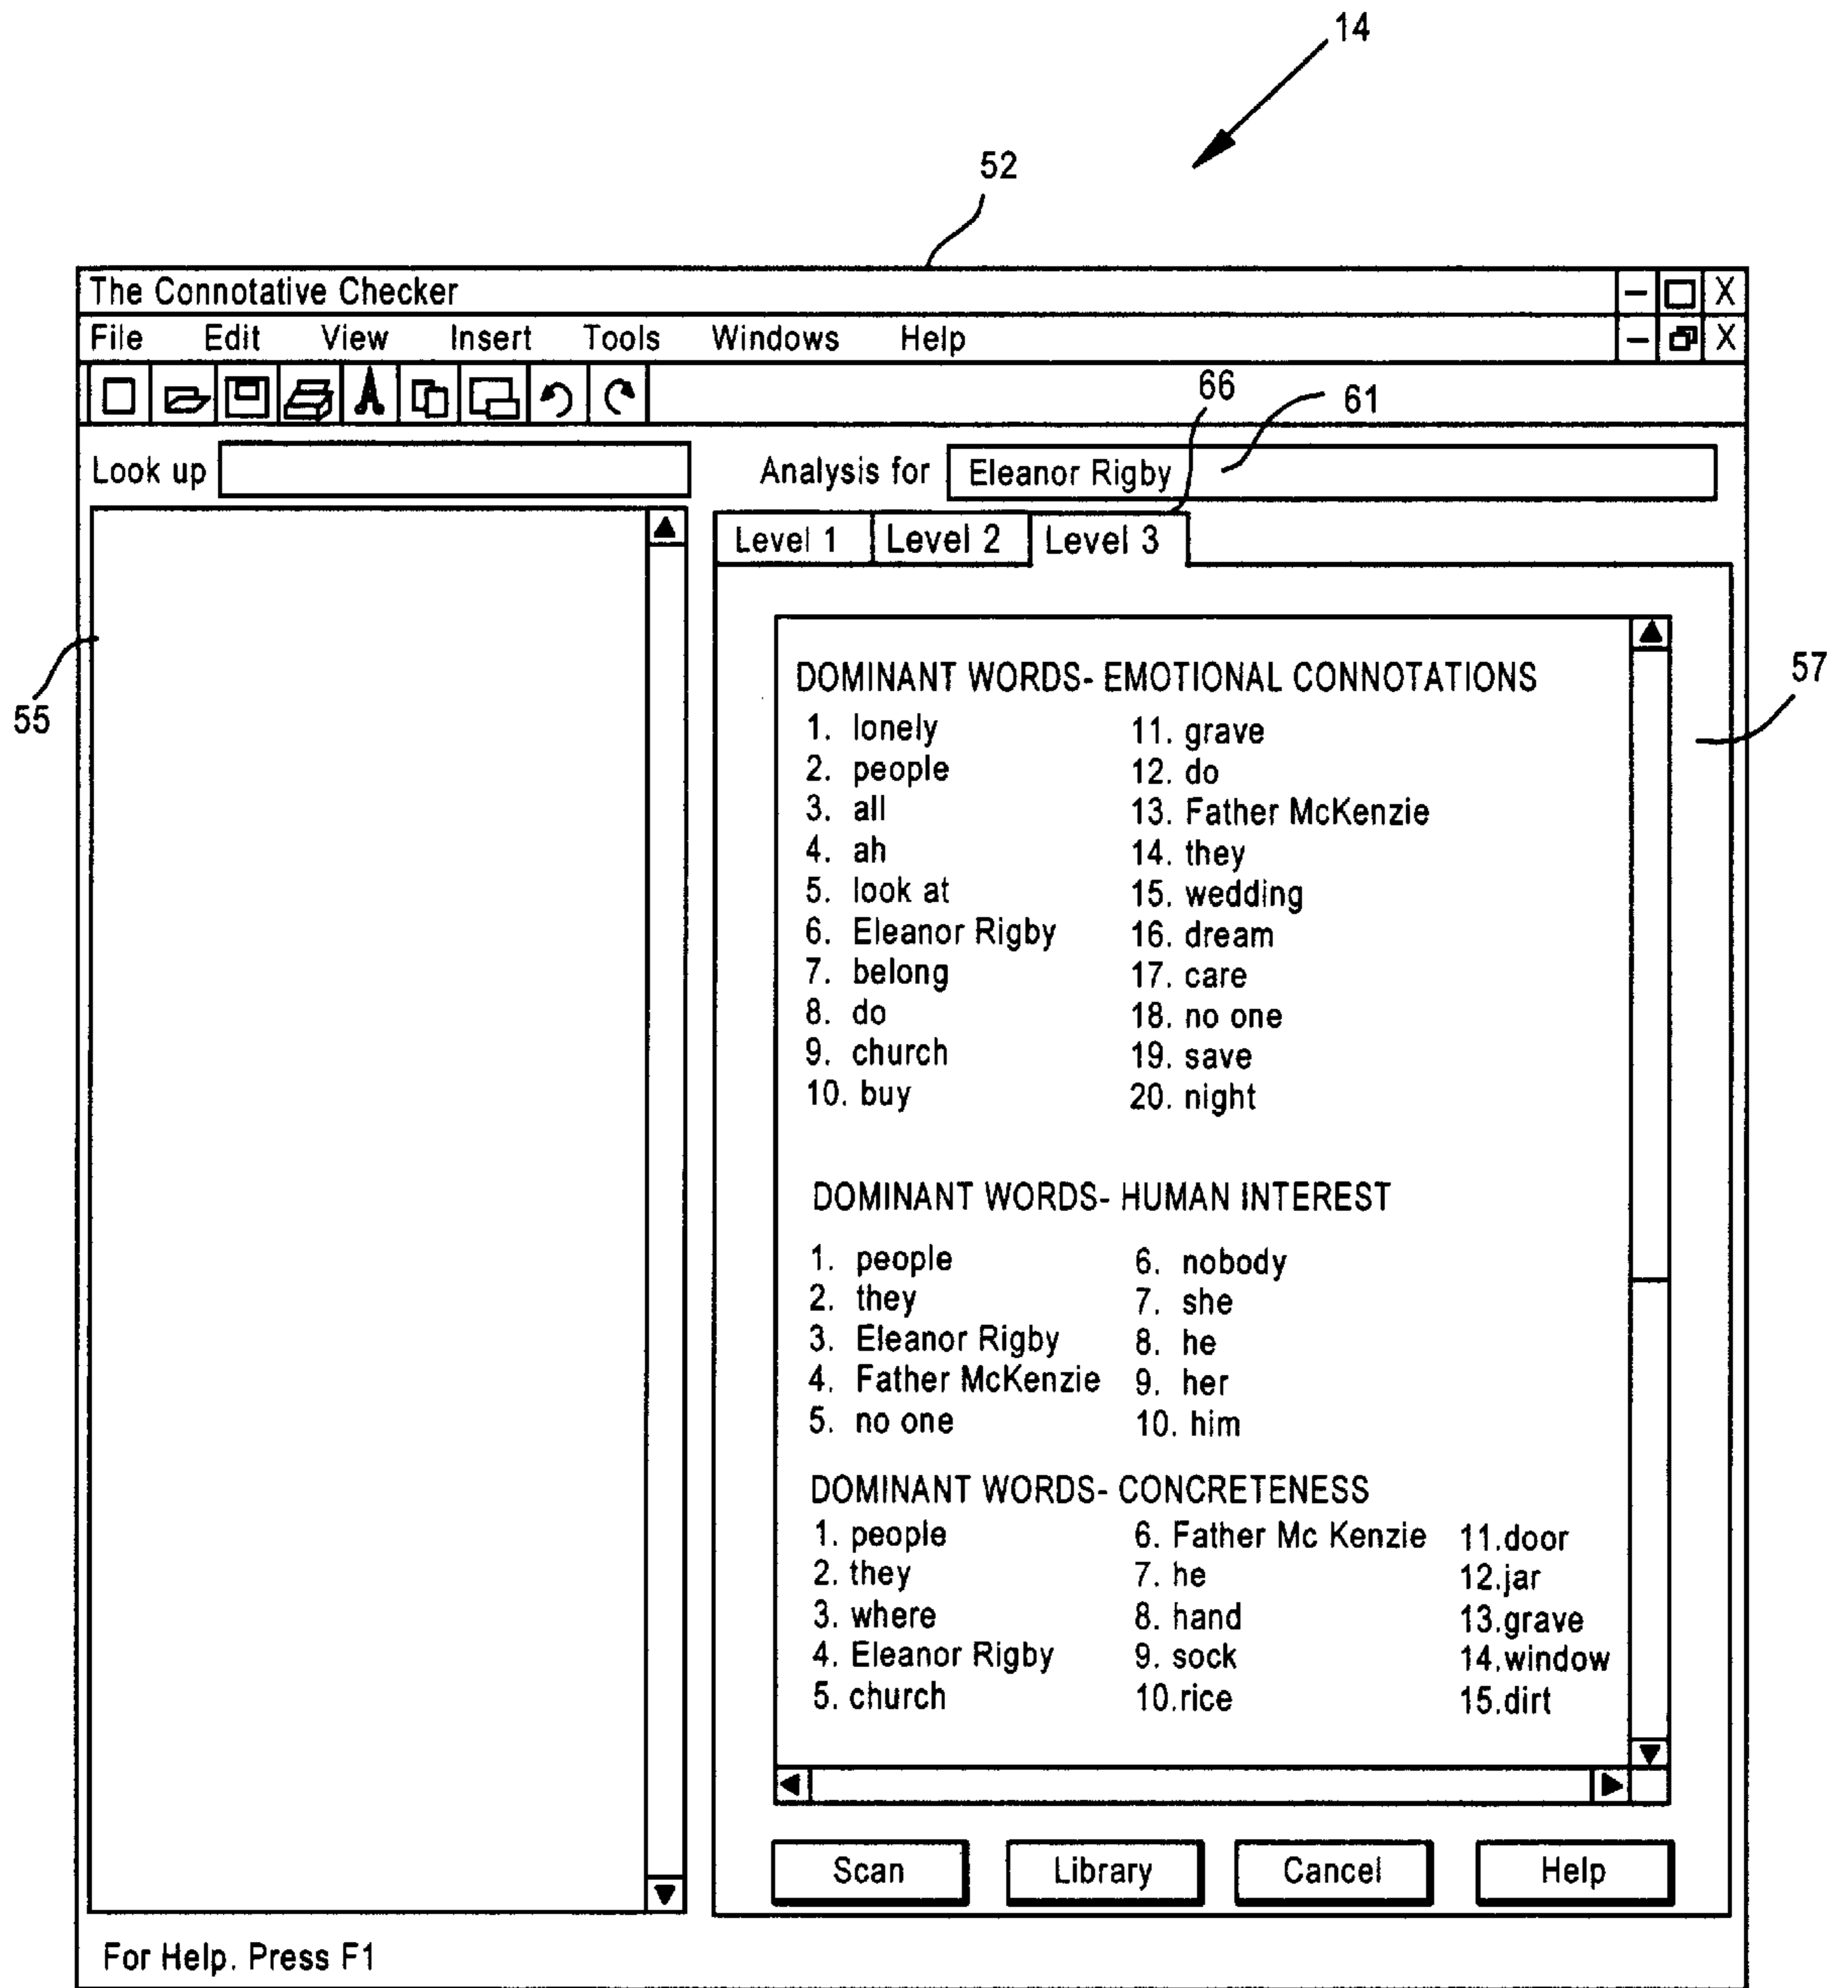 14
52
The Connotative Checker
X
File Edit View Insert Tools Windows Help
X
66
61
Look up
Analysis for Eleanor Rigby
Level 1 Level 2 Level 3
55
57
DOMINANT WORDS- EMOTIONAL CONNOTATIONS
1. lonely 11. grave
2. people 12. do
3. all 13. Father McKenzie
4. ah 14. they
5. look at 15. wedding
6. Eleanor Rigby 16. dream
7. belong 17. care
8. do 18. no one
9. church 19. save
10. buy 20. night
DOMINANT WORDS- HUMAN INTEREST
1. people 6. nobody
2. they 7. she
3. Eleanor Rigby 8. he
4. Father McKenzie 9. her
5. no one 10. him
DOMINANT WORDS- CONCRETENESS
1. people 6. Father Mc Kenzie 11.door
2. they 7. he 12.jar
3. where 8. hand 13.grave
4. Eleanor Rigby 9. sock 14.window
5. church 10.rice 15.dirt
Scan Library Cancel Help
For Help. Press F1